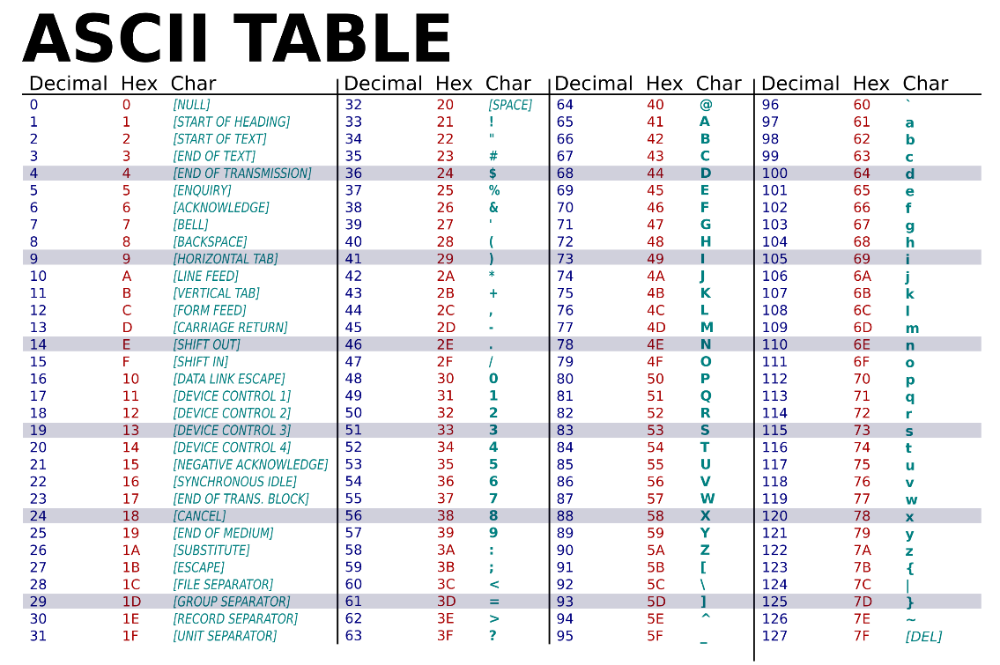 ASCII TABLE
Decimal Hex Char Decimal Hex Char Decimal Hex Char Decimal Hex Char
0 0 [NULL] 32 20 [SPACE] 64 40 @ 96 60 `
1 1 [START OF HEADING] 33 21 ! 65 41 A 97 61 a
2 2 [START OF TEXT] 34 22 " 66 42 B 98 62 b
3 3 [END OF TEXT] 35 23 # 67 43 C 99 63 c
4 4 [END OF TRANSMISSION] 36 24 $ 68 44 D 100 64 d
5 5 [ENQUIRY] 37 25 % 69 45 E 101 65 e
6 6 [ACKNOWLEDGE] 38 26 & 70 46 F 102 66 f
7 7 [BELL] 39 27 ' 71 47 G 103 67 g
8 8 [BACKSPACE] 40 28 ( 72 48 H 104 68 h
9 9 [HORIZONTAL TAB] 41 29 ) 73 49 I 105 69 i
10 A [LINE FEED] 42 2A * 74 4A J 106 6A j
11 B [VERTICAL TAB] 43 2B + 75 4B K 107 6B k
12 C [FORM FEED] 44 2C , 76 4C L 108 6C l
13 D [CARRIAGE RETURN] 45 2D - 77 4D M 109 6D m
14 E [SHIFT OUT] 46 2E . 78 4E N 110 6E n
15 F [SHIFT IN] 47 2F / 79 4F O 111 6F o
16 10 [DATA LINK ESCAPE] 48 30 0 80 50 P 112 70 p
17 11 [DEVICE CONTROL 1] 49 31 1 81 51 Q 113 71 q
18 12 [DEVICE CONTROL 2] 50 32 2 82 52 R 114 72 r
19 13 [DEVICE CONTROL 3] 51 33 3 83 53 S 115 73 s
20 14 [DEVICE CONTROL 4] 52 34 4 84 54 T 116 74 t
21 15 [NEGATIVE ACKNOWLEDGE] 53 35 5 85 55 U 117 75 u
22 16 [SYNCHRONOUS IDLE] 54 36 6 86 56 V 118 76 v
23 17 [END OF TRANS. BLOCK] 55 37 7 87 57 W 119 77 w
24 18 [CANCEL] 56 38 8 88 58 X 120 78 x
25 19 [END OF MEDIUM] 57 39 9 89 59 Y 121 79 y
26 1A [SUBSTITUTE] 58 3A : 90 5A Z 122 7A z
27 1B [ESCAPE] 59 3B ; 91 5B [ 123 7B {
28 1C [FILE SEPARATOR] 60 3C < 92 5C \ 124 7C |
29 1D [GROUP SEPARATOR] 61 3D = 93 5D ] 125 7D }
30 1E [RECORD SEPARATOR] 62 3E > 94 5E ^ 126 7E ~
31 1F [UNIT SEPARATOR] 63 3F ? 95 5F _ 127 7F [DEL]